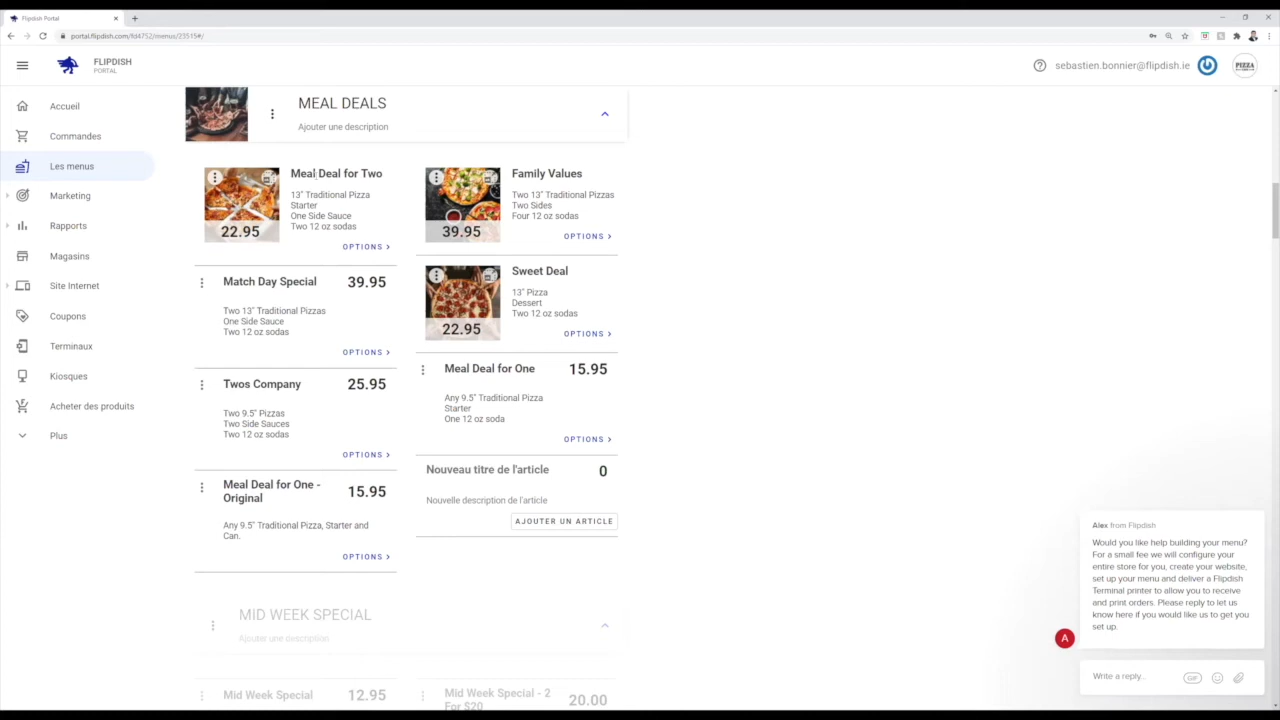 Flipdish Portal
portal.flipdish.com/fd4752/menus/23515#/
FLIPDISH
PORTAL
sebastien.bonnier@flipdish.ie
PIZZA
Accueil
Commandes
Les menus
Marketing
Rapports
Magasins
Site Internet
Coupons
Terminaux
Kiosques
Acheter des produits
Plus
MEAL DEALS
Ajouter une description
Meal Deal for Two
13" Traditional Pizza
Starter
One Side Sauce
Two 12 oz sodas
22.95
OPTIONS
Match Day Special 39.95
Two 13" Traditional Pizzas
One Side Sauce
Two 12 oz sodas
OPTIONS
Twos Company 25.95
Two 9.5" Pizzas
Two Side Sauces
Two 12 oz sodas
OPTIONS
Meal Deal for One -
Original
15.95
Any 9.5" Traditional Pizza, Starter and
Can.
OPTIONS
Family Values
Two 13" Traditional Pizzas
Two Sides
Four 12 oz sodas
39.95
OPTIONS
Sweet Deal
13" Pizza
Dessert
Two 12 oz sodas
22.95
OPTIONS
Meal Deal for One 15.95
Any 9.5" Traditional Pizza
Starter
One 12 oz soda
OPTIONS
Nouveau titre de l'article 0
Nouvelle description de l'article
AJOUTER UN ARTICLE
MID WEEK SPECIAL
Ajouter une description
Mid Week Special 12.95
Mid Week Special - 2
For $20
20.00
Alex from Flipdish
Would you like help building your menu?
For a small fee we will configure your
entire store for you, create your website,
set up your menu and deliver a Flipdish
Terminal printer to allow you to receive
and print orders. Please reply to let us
know here if you would like us to get you
set up.
A
Write a reply...
GIF